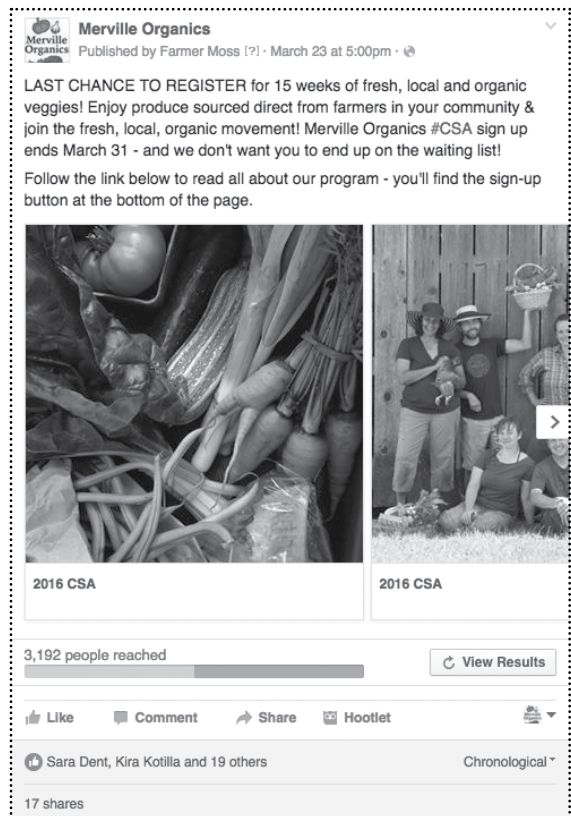 Merville
Organics
Merville Organics
Published by Farmer Moss [?] · March 23 at 5:00pm ·
LAST CHANCE TO REGISTER for 15 weeks of fresh, local and organic
veggies! Enjoy produce sourced direct from farmers in your community &
join the fresh, local, organic movement! Merville Organics #CSA sign up
ends March 31 - and we don't want you to end up on the waiting list!
Follow the link below to read all about our program - you'll find the sign-up
button at the bottom of the page.
2016 CSA
2016 CSA
3,192 people reached
View Results
Like Comment Share Hootlet
Sara Dent, Kira Kotilla and 19 others Chronological
17 shares